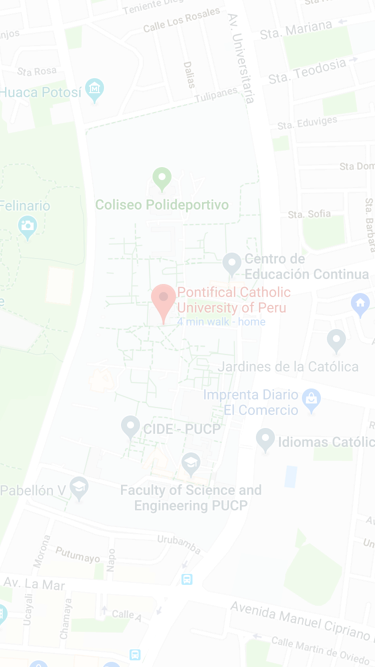 Teniente D
Calle Los Rosales
Av. Universitaria
Sta. Mariana
njos
Sta Rosa
Dalias
Sta. Teodosia
Huaca Potosí
Tulipanes
Sta. Eduviges
Sta Dom
Coliseo Polideportivo
Felinario
Sta. Sofia
Sta. Barbara
Centro de
Educación Continua
Pontifical Catholic
University of Peru
4 min walk - home
e
Jardines de la Católica
Imprenta Diario
El Comercio
CIDE - PUCP
Idiomas Católic
Pabellón V
Faculty of Science and
Engineering PUCP
Urubamba
Morona
Putumayo
Napo
Un
Av. La Mar
Ucayali
Chamaya
Calle A
Avenida Manuel Cipriano
Calle Martin de Oviedo